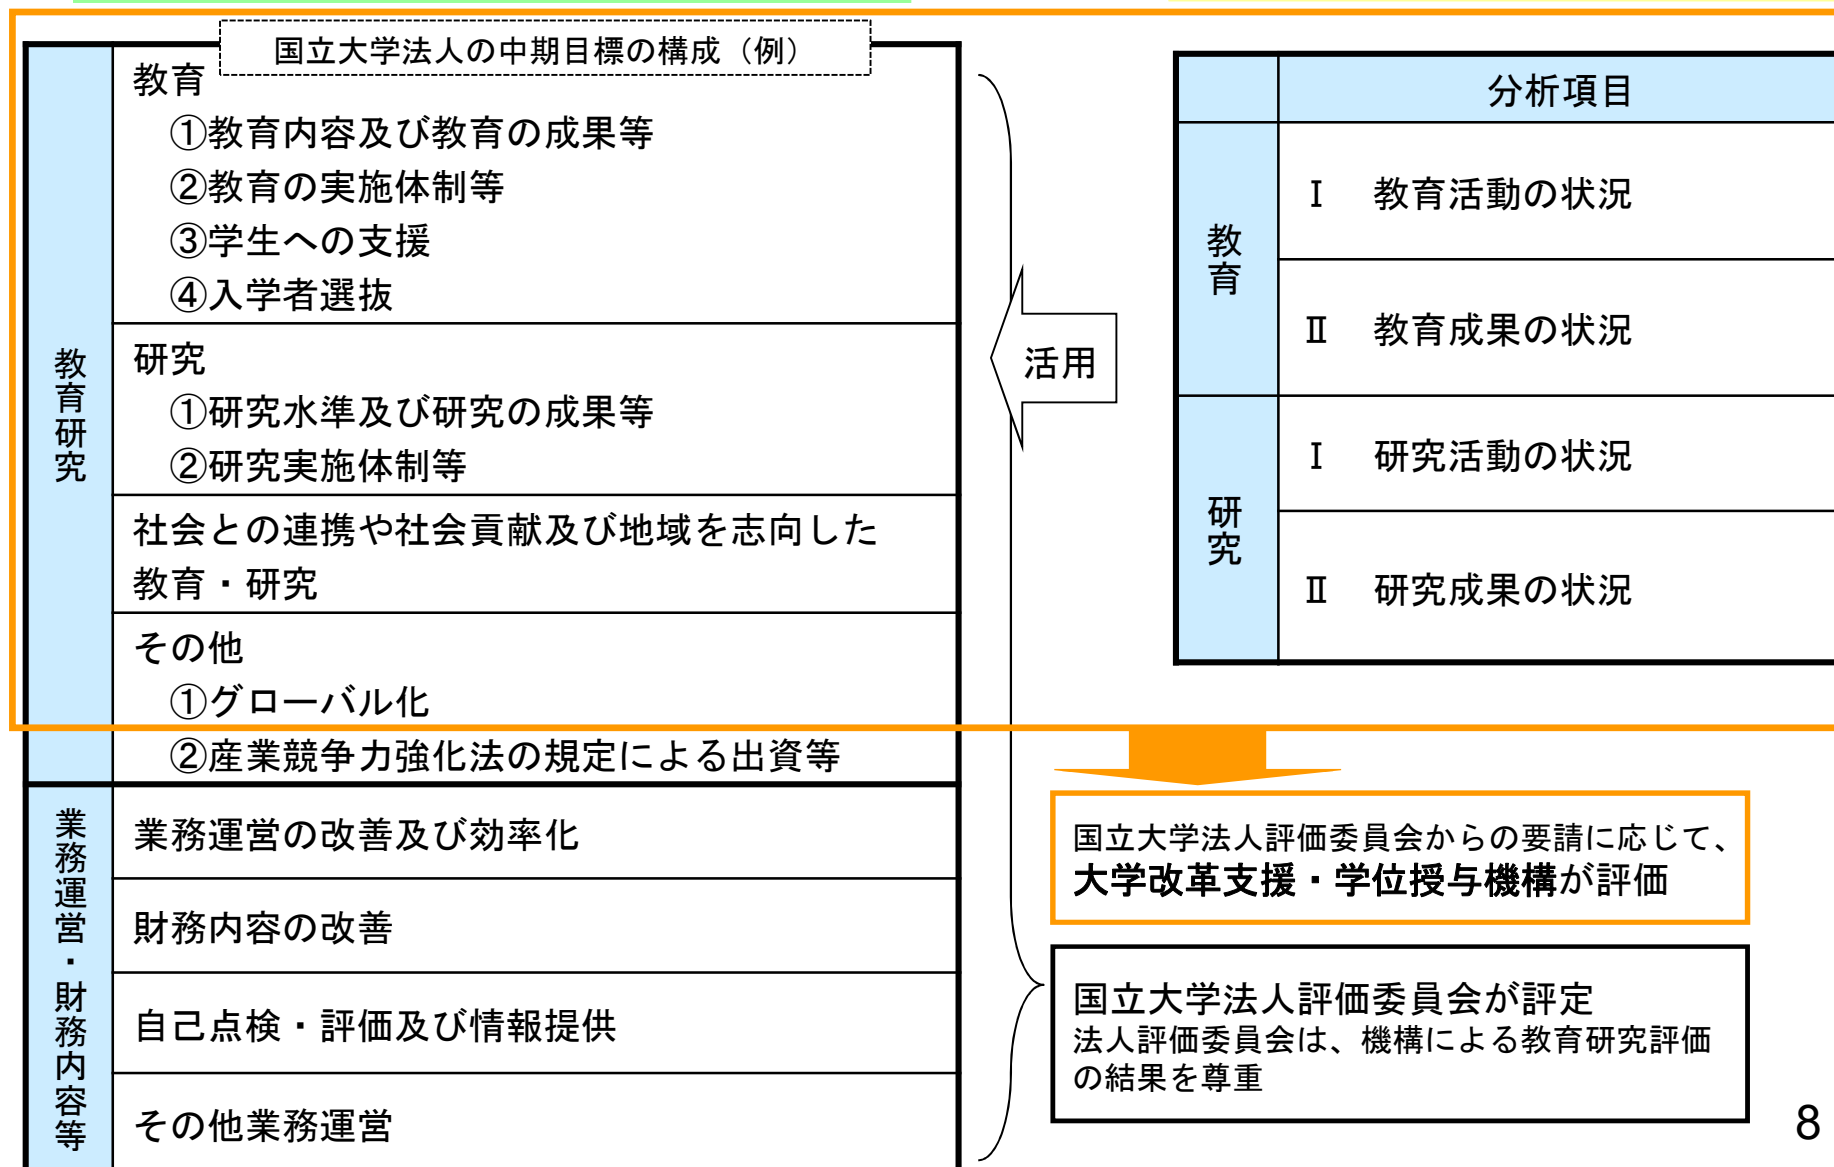 国立大学法人の中期目標の構成（例）
教育研究
教育
①教育内容及び教育の成果等
②教育の実施体制等
③学生への支援
④入学者選抜
研究
①研究水準及び研究の成果等
②研究実施体制等
社会との連携や社会貢献及び地域を志向した
教育・研究
その他
①グローバル化
②産業競争力強化法の規定による出資等
業務運営・財務内容等
業務運営の改善及び効率化
財務内容の改善
自己点検・評価及び情報提供
その他業務運営
活用
分析項目
教育
Ⅰ　教育活動の状況
Ⅱ　教育成果の状況
研究
Ⅰ　研究活動の状況
Ⅱ　研究成果の状況
国立大学法人評価委員会からの要請に応じて、
大学改革支援・学位授与機構が評価
国立大学法人評価委員会が評定
法人評価委員会は、機構による教育研究評価
の結果を尊重
8